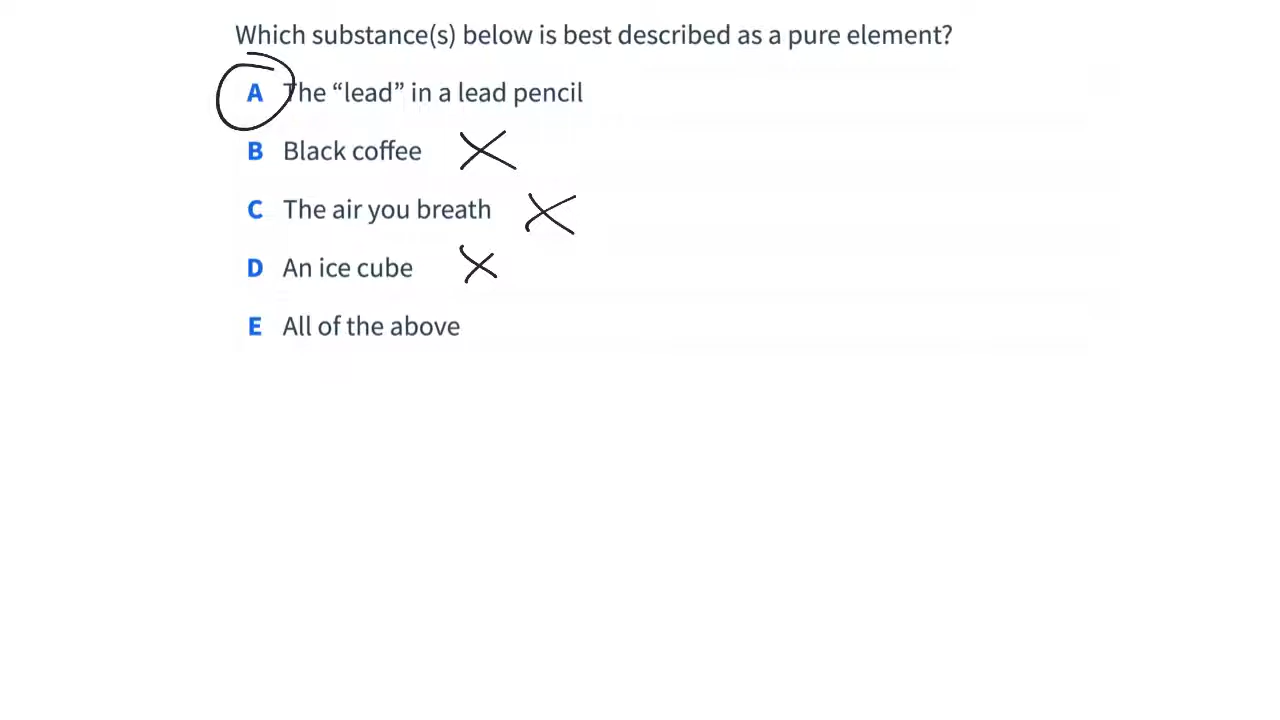 Which substance(s) below is best described as a pure element?
A The “lead” in a lead pencil
B Black coffee
C The air you breath
D An ice cube
E All of the above